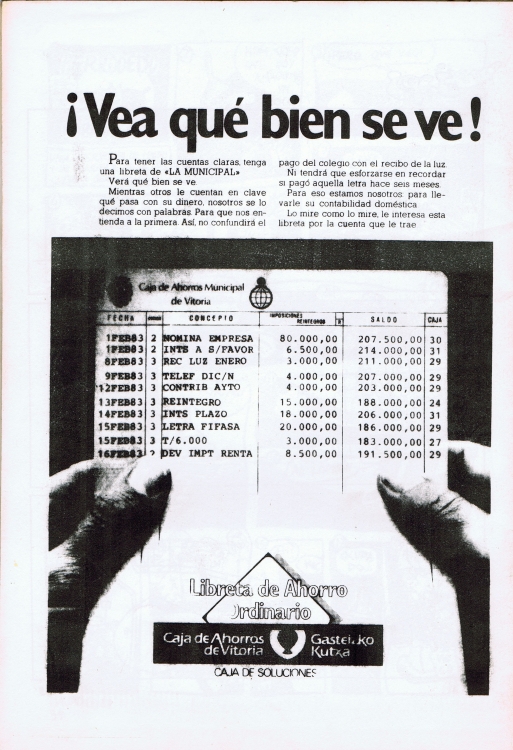 ¡Vea qué bien se ve!
Para tener las cuentas claras, tenga
una libreta de «LA MUNICIPAL»
Verá qué bien se ve
Mientras otros le cuentan en clave
qué pasa con su dinero, nosotros se lo
decimos con palabras. Para que nos en-
tienda a la primera. Así, no confundirá el
pago del colegio con el recibo de la luz
Ni tendrá que esforzarse en recordar
si pagó aquella letra hace seis meses.
Para eso estamos nosotros: para lle-
varle su contabilidad doméstica
Lo mire como lo mire, le interesa esta
libreta por la cuenta que le trae
Caja de Ahorros Municipal
de Vitoria
FECHA CONCEPTO IMPOSICIONES REINTEGROS SALDO CAJA
1FEB83 2 NOMINA EMPRESA 80.000,00 207.500,00 30
1FEB83 2 INTS A S/FAVOR 6.500,00 214.000,00 31
8FEB83 3 REC LUZ ENERO 3.000,00 211.000,00 29
9FEB83 3 TELEF DIC/N 4.000,00 207.000,00 29
12FEB83 3 CONTRIB AYTO 4.000,00 203.000,00 29
13FEB83 3 REINTEGRO 15.000,00 188.000,00 24
14FEB83 3 INTS PLAZO 18.000,00 206.000,00 31
15FEB83 3 LETRA FIFASA 20.000,00 186.000,00 29
15FEB83 3 T/6.000 3.000,00 183.000,00 27
16FEB83 DEV IMPT RENTA 8.500,00 191.500,00 29
Libreta de Ahorro
Ordinario
Caja de Ahorros
de Vitoria
Gasteizko
Kutxa
CAJA DE SOLUCIONES